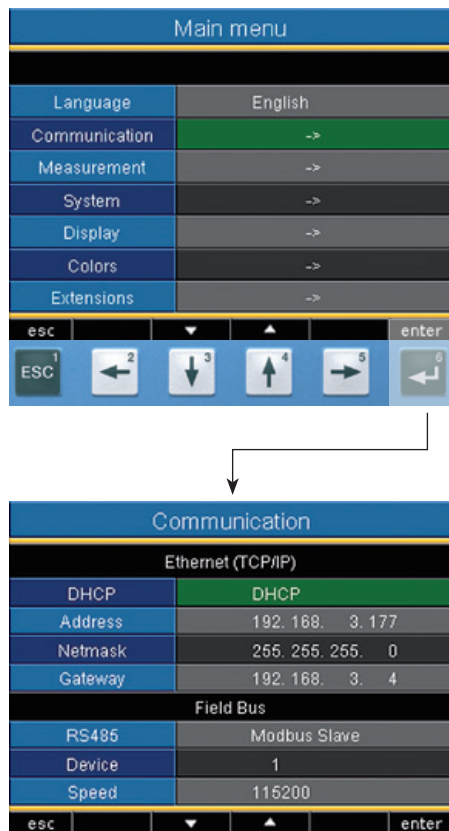 Main menu
Language English
Communication ->
Measurement ->
System ->
Display ->
Colors ->
Extensions ->
esc enter
ESC 1 2 3 4 5 6
Communication
Ethernet (TCP/IP)
DHCP DHCP
Address 192. 168. 3. 177
Netmask 255. 255. 255. 0
Gateway 192. 168. 3. 4
Field Bus
RS485 Modbus Slave
Device 1
Speed 115200
esc enter